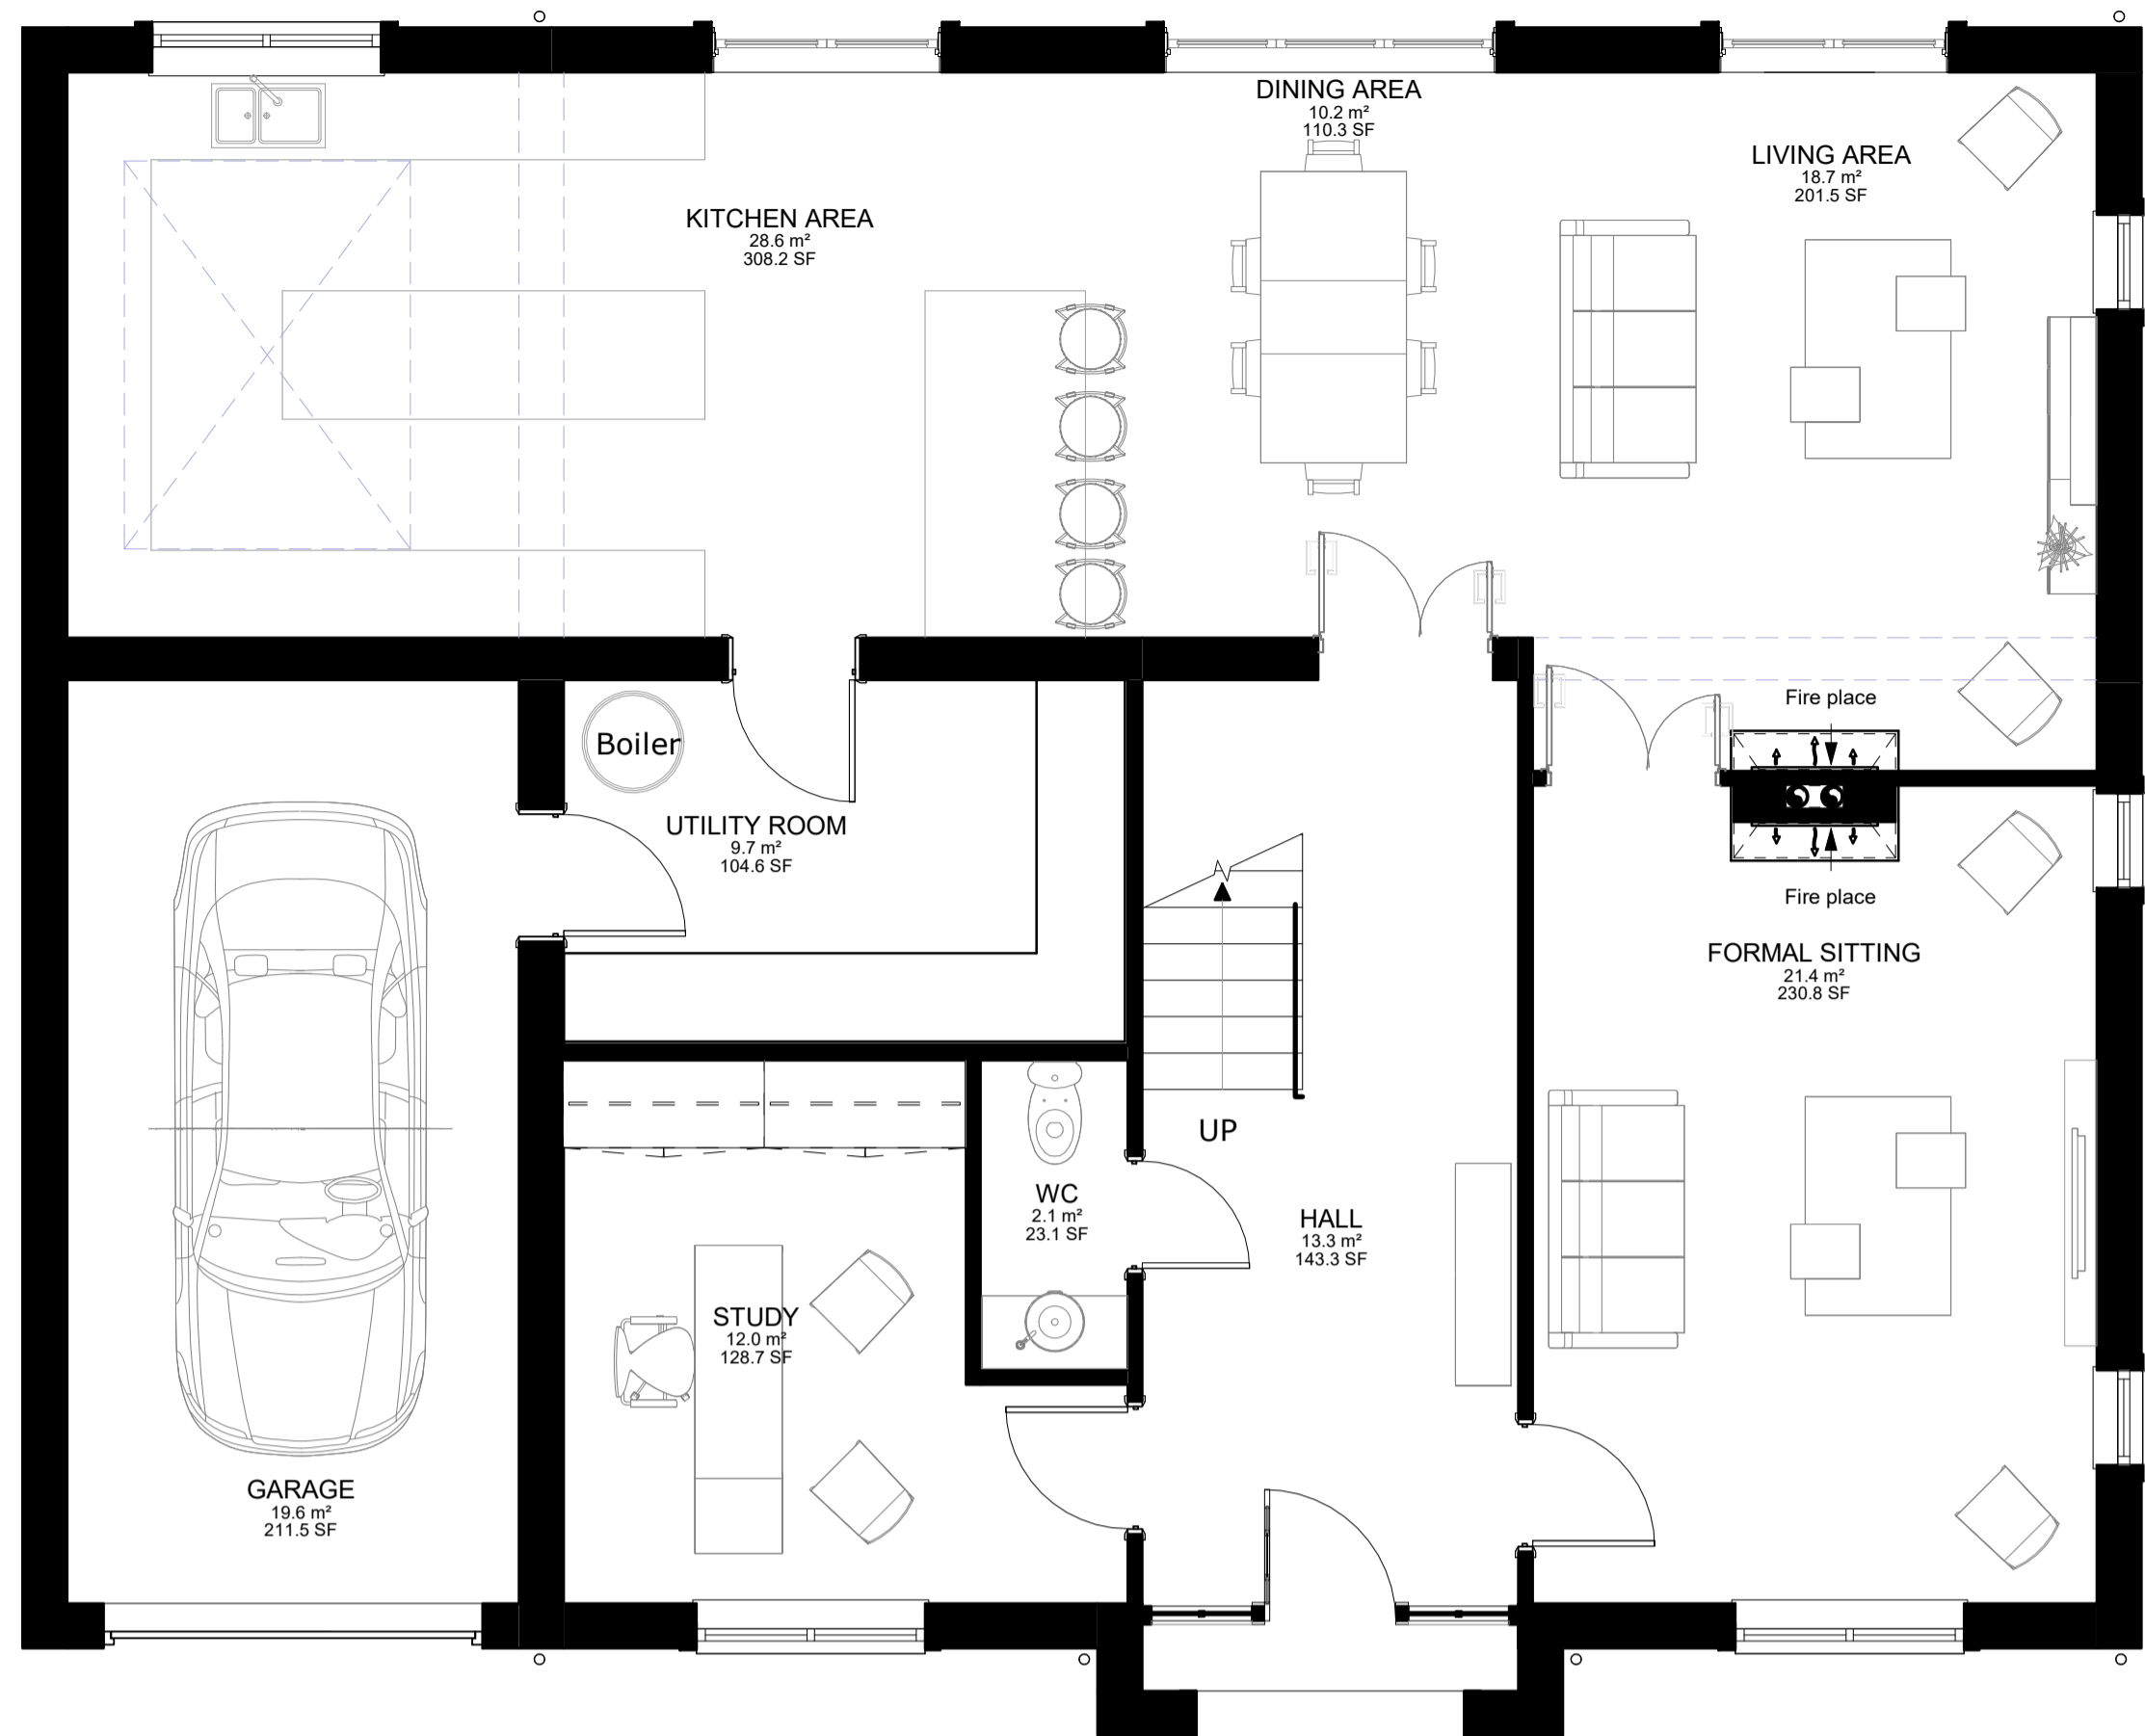 DINING AREA
10.2 m²
110.3 SF
LIVING AREA
18.7 m²
201.5 SF
KITCHEN AREA
28.6 m²
308.2 SF
Fire place
Boiler
UTILITY ROOM
9.7 m²
104.6 SF
Fire place
FORMAL SITTING
21.4 m²
230.8 SF
UP
WC
2.1 m²
23.1 SF
HALL
13.3 m²
143.3 SF
STUDY
12.0 m²
128.7 SF
GARAGE
19.6 m²
211.5 SF